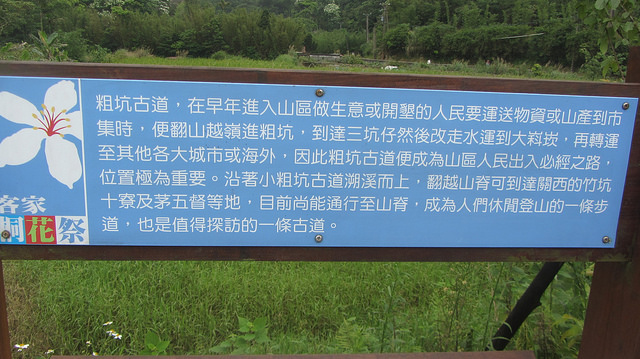 粗坑古道，在早年進入山區做生意或開墾的人民要運送物資或山產到市
集時，便翻山越嶺進粗坑，到達三坑仔然後改走水運到大料崁，再轉運
至其他各大城市或海外，因此粗坑古道便成為山區人民出入必經之路，
位置極為重要。沿著小粗坑古道溯溪而上，翻越山脊可到達關西的竹坑
十寮及茅五督等地，目前尚能通行至山脊，成為人們休閒登山的一條步
道，也是值得探訪的一條古道。
客家
桐花祭